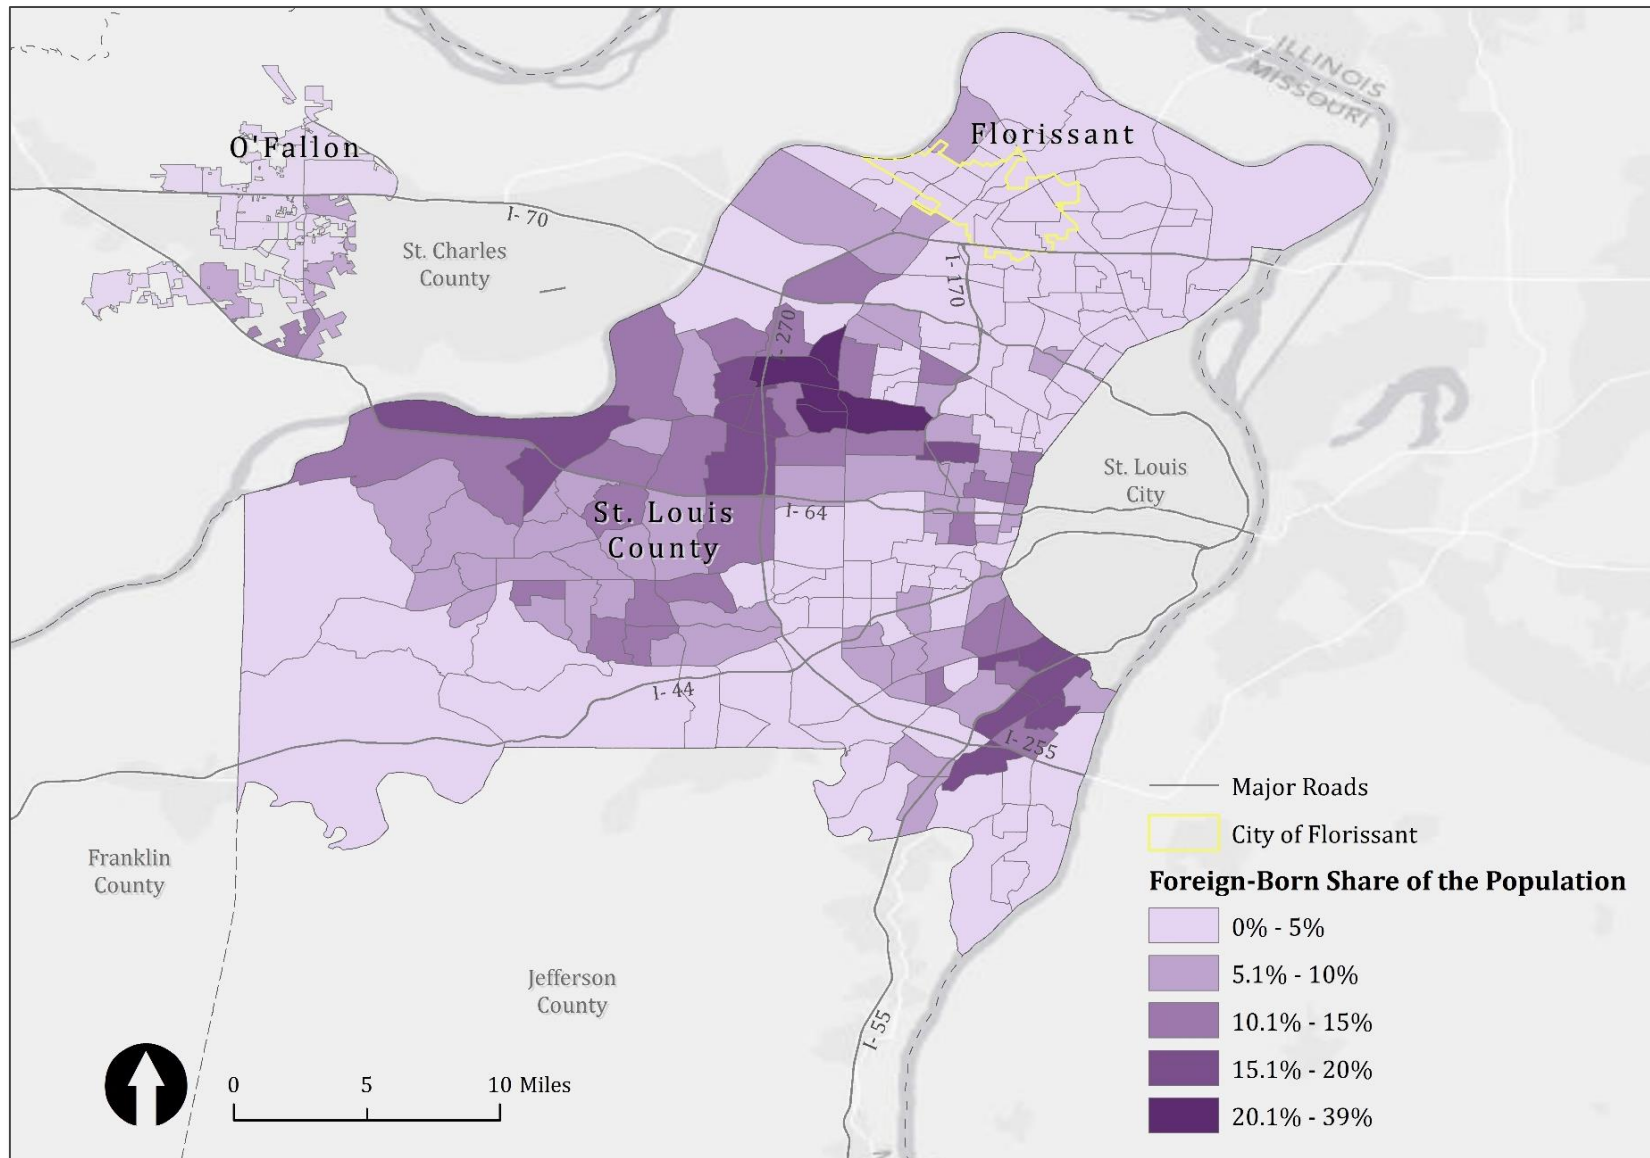 ILLINOIS
MISSOURI
O'Fallon
Florissant
I- 70
St. Charles
County
I- 170
I- 270
St. Louis
City
St. Louis
County
I- 64
I- 44
I- 255
Major Roads
City of Florissant
Franklin
County
Foreign-Born Share of the Population
0% - 5%
5.1% - 10%
Jefferson
County
10.1% - 15%
I- 55
15.1% - 20%
0 5 10 Miles
20.1% - 39%